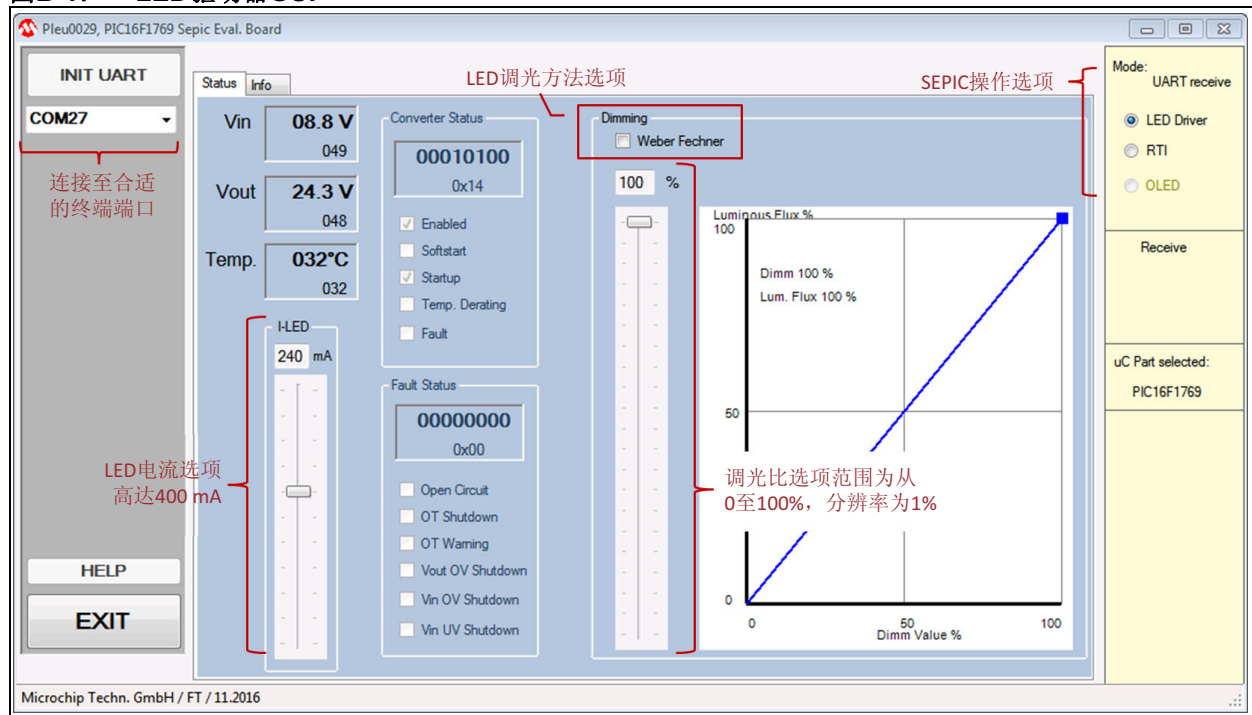 Pleu0029, PIC16F1769 Sepic Eval. Board
INIT UART
COM27
连接至合适
的终端端口
HELP
EXIT
Status
Info
Vin
08.8 V
049
Vout
24.3 V
048
Temp.
032°C
032
I-LED
240 mA
LED电流选项
高达400 mA
Converter Status
00010100
0x14
Enabled
Softstart
Startup
Temp. Derating
Fault
Fault Status
00000000
0x00
Open Circuit
OT Shutdown
OT Warning
Vout OV Shutdown
Vin OV Shutdown
Vin UV Shutdown
LED调光方法选项
Dimming
Weber Fechner
100 %
Luminous Flux %
100
Dimm 100 %
Lum. Flux 100 %
50
调光比选项范围为从
0至100%，分辨率为1%
0
0 50 100
Dimm Value %
SEPIC操作选项
Mode:
UART receive
LED Driver
RTI
OLED
Receive
uC Part selected:
PIC16F1769
Microchip Techn. GmbH / FT / 11.2016